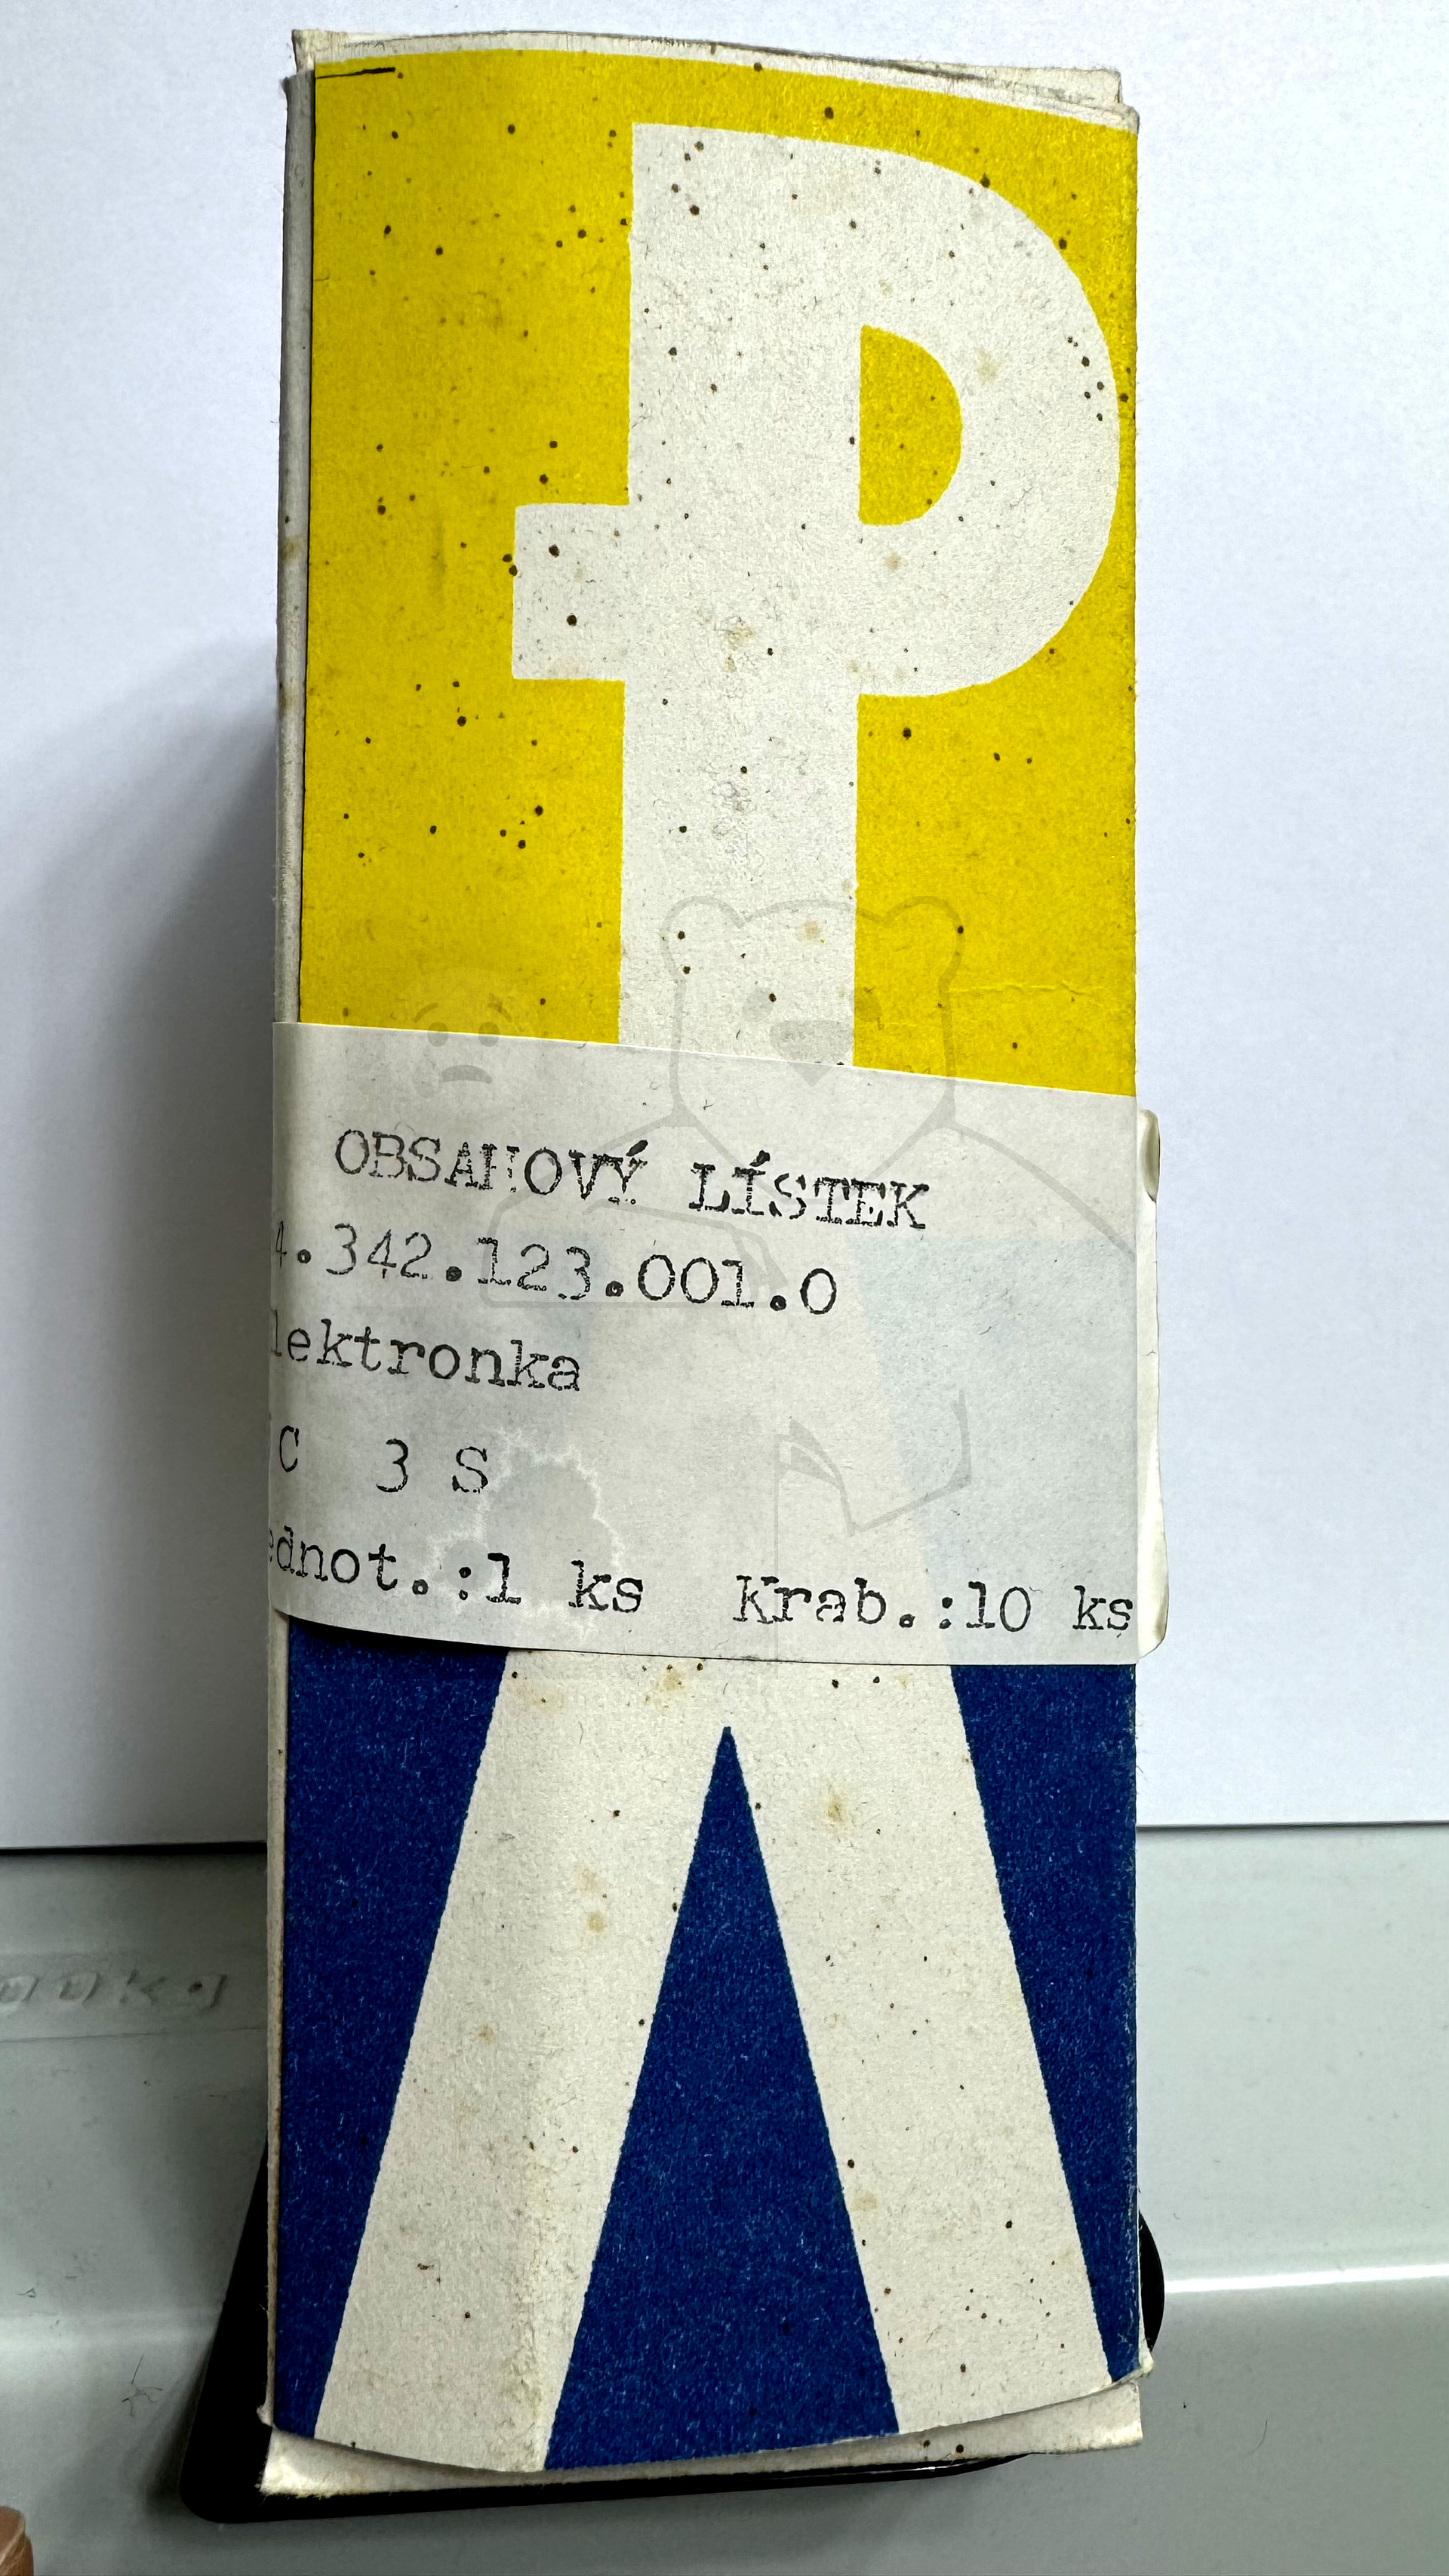 P
OBSAHOVÝ LÍSTEK
4.342.123.001.0
lektronka
C 3 S
ednot.:1 ks Krab.:10 ks